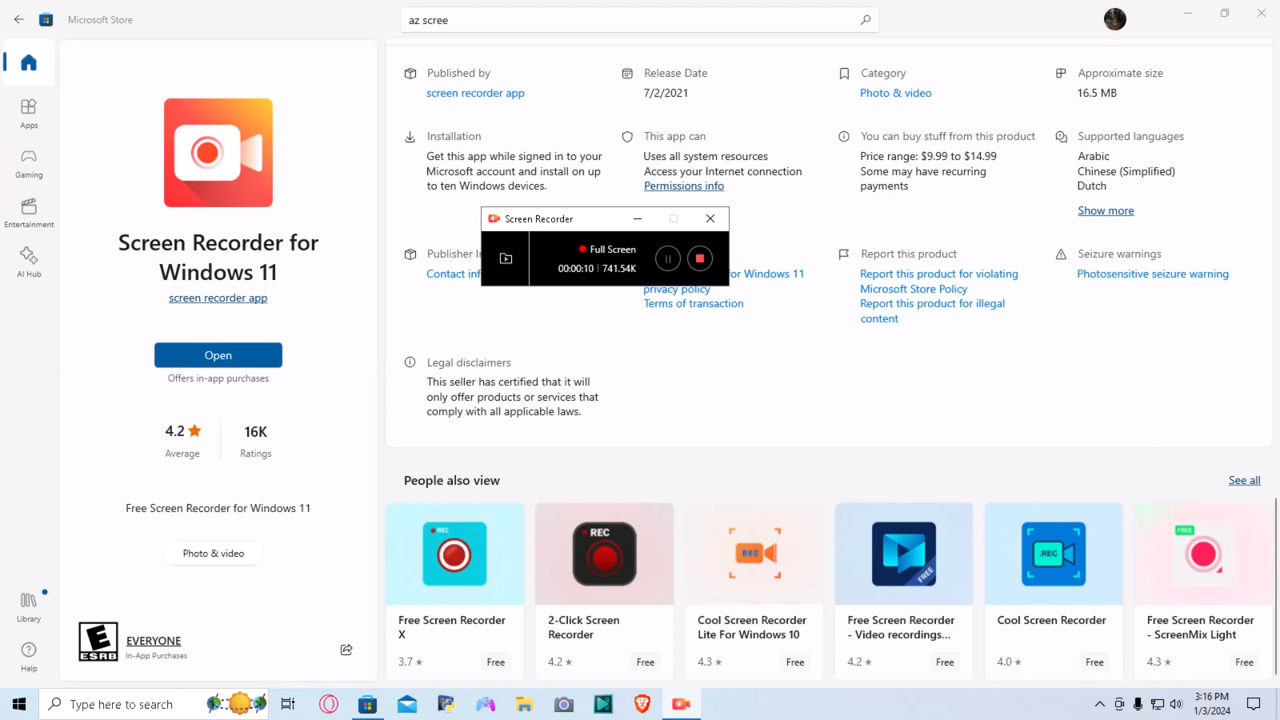 Microsoft Store
az scree
Apps
Gaming
Entertainment
AI Hub
Library
Help
Screen Recorder for
Windows 11
screen recorder app
Open
Offers in-app purchases
4.2
Average
16K
Ratings
Free Screen Recorder for Windows 11
Photo & video
E
ESRB
EVERYONE
In-App Purchases
Published by
screen recorder app
Release Date
7/2/2021
Category
Photo & video
Approximate size
16.5 MB
Installation
Get this app while signed in to your
Microsoft account and install on up
to ten Windows devices.
This app can
Uses all system resources
Access your Internet connection
Permissions info
You can buy stuff from this product
Price range: $9.99 to $14.99
Some may have recurring
payments
Supported languages
Arabic
Chinese (Simplified)
Dutch
Show more
Screen Recorder
Full Screen
00:00:10 | 741.54K
Publisher
Contact
for Windows 11
privacy policy
Terms of transaction
Report this product
Report this product for violating
Microsoft Store Policy
Report this product for illegal
content
Seizure warnings
Photosensitive seizure warning
Legal disclaimers
This seller has certified that it will
only offer products or services that
comply with all applicable laws.
People also view
See all
REC
Free Screen Recorder
X
3.7 ★
Free
REC
2-Click Screen
Recorder
4.2 ★
Free
REC
Cool Screen Recorder
Lite For Windows 10
4.3 ★
Free
FREE
Free Screen Recorder
- Video recordings...
4.2 ★
Free
.REC
Cool Screen Recorder
4.0 ★
Free
FREE
Free Screen Recorder
- ScreenMix Light
4.3 ★
Free
Type here to search
3:16 PM
1/3/2024